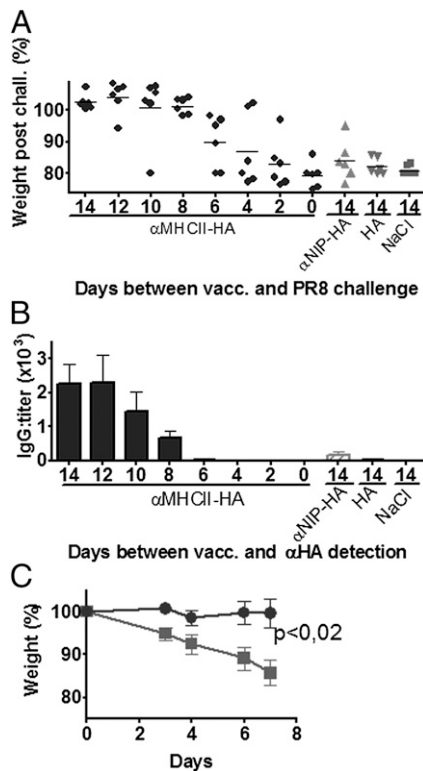 A
Weight post chall. (%)
100
90
80
14 12 10 8 6 4 2 0 14 14 14
αMHCII-HA
αNIP-HA
HA
NaCl
Days between vacc. and PR8 challenge
B
IgG:titer (x10³)
3
2
1
0
14 12 10 8 6 4 2 0 14 14 14
αMHCII-HA
αNIP-HA
HA
NaCl
Days between vacc. and αHA detection
C
Weight (%)
100
90
80
p<0,02
0 2 4 6 8
Days